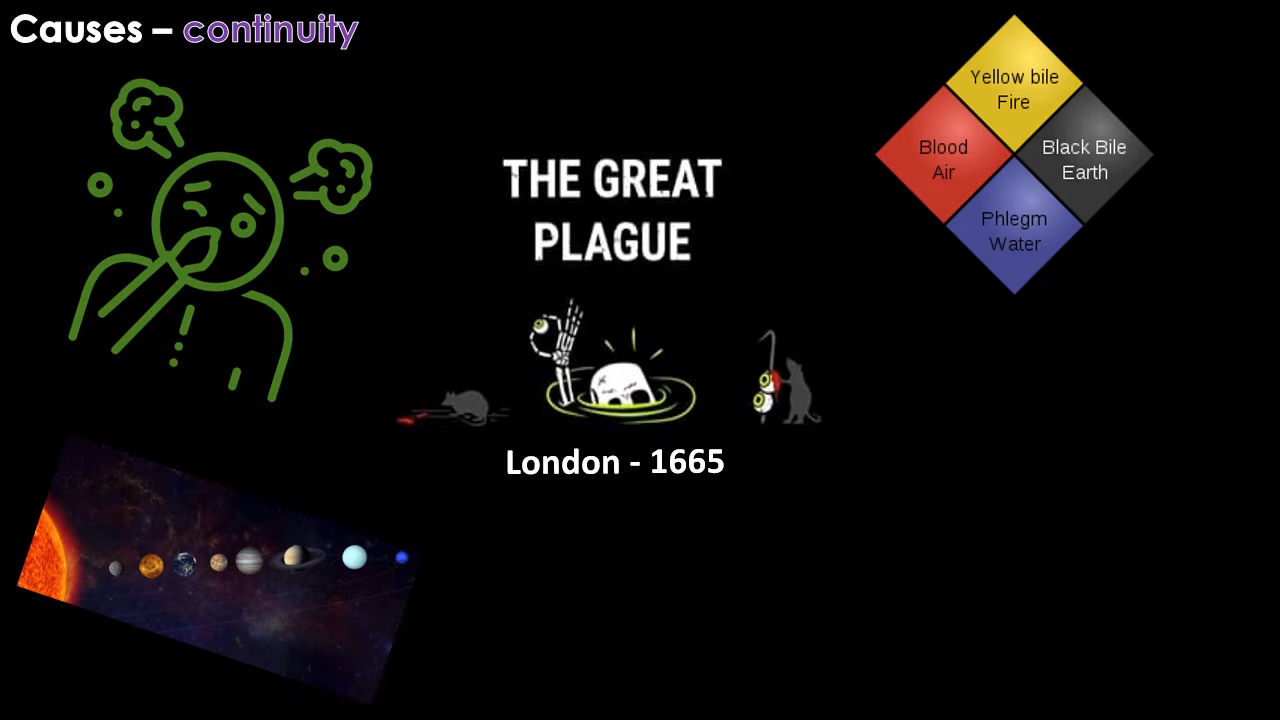 Causes – continuity
THE GREAT
PLAGUE
London - 1665
Yellow bile
Fire
Blood
Air
Black Bile
Earth
Phlegm
Water